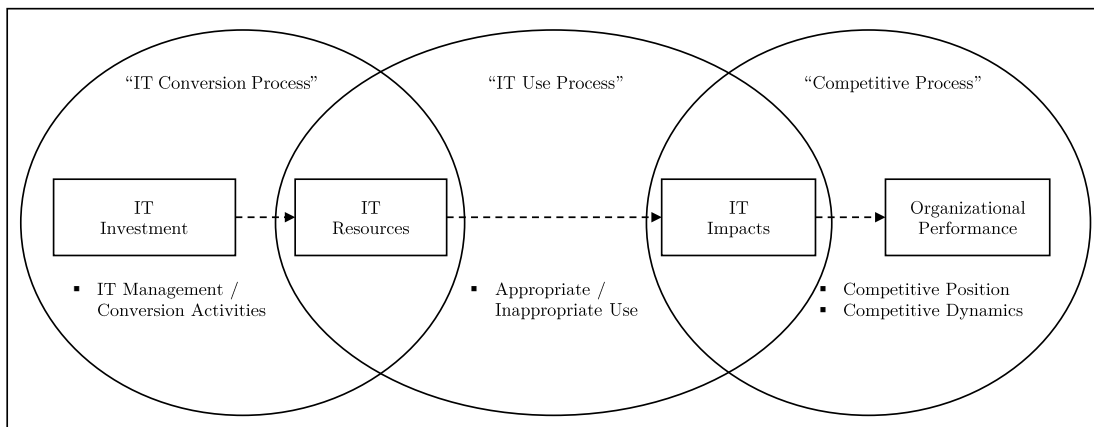 “IT Conversion Process”
“IT Use Process”
“Competitive Process”
IT
Investment
IT
Resources
IT
Impacts
Organizational
Performance
▪ IT Management /
Conversion Activities
▪ Appropriate /
Inappropriate Use
▪ Competitive Position
▪ Competitive Dynamics